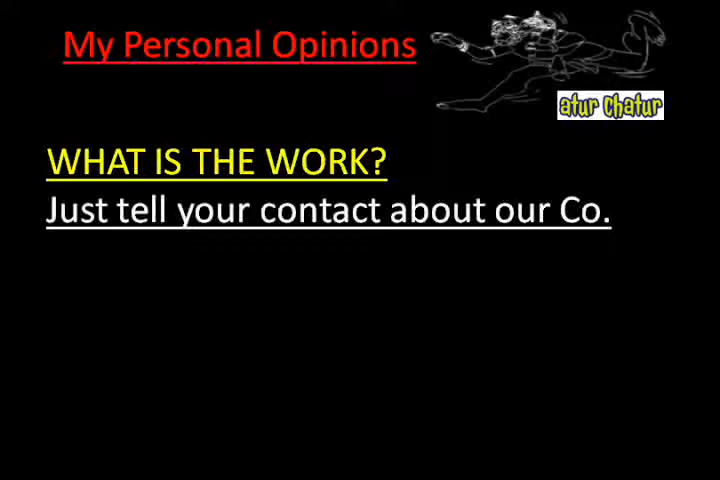 My Personal Opinions
atur Chatur
WHAT IS THE WORK?
Just tell your contact about our Co.